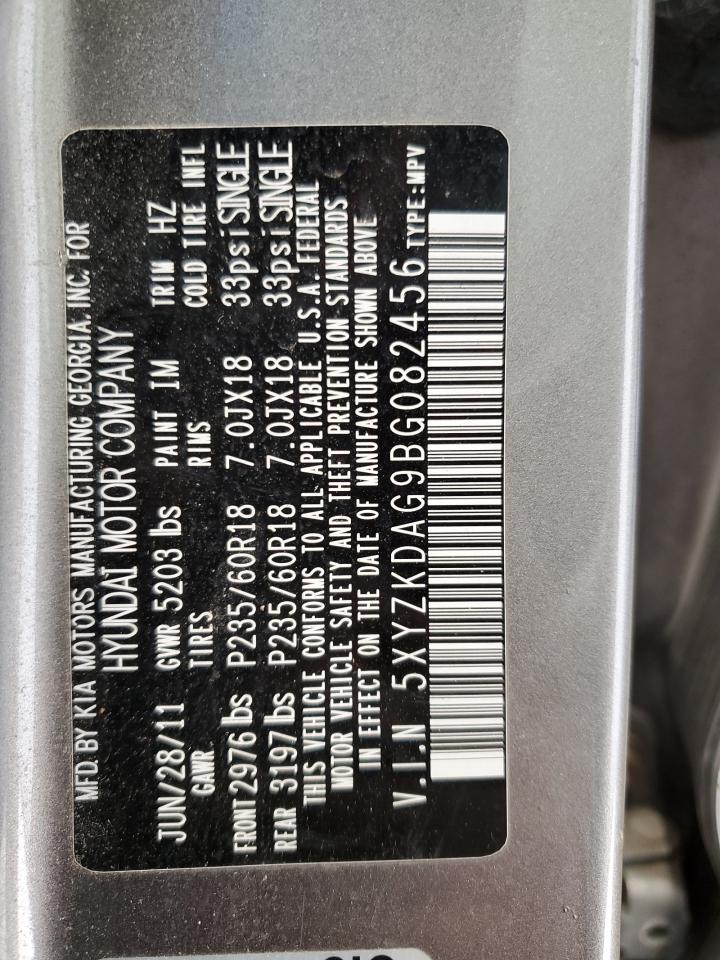 MFD. BY KIA MOTORS MANUFACTURING GEORGIA, INC. FOR
HYUNDAI MOTOR COMPANY
JUN/28/11 GVWR 5203 lbs PAINT 1M TRIM HZ
GAWR TIRES RIMS COLD TIRE INFL
FRONT 2976 lbs P235/60R18 7.0JX18 33psi SINGLE
REAR 3197 lbs P235/60R18 7.0JX18 33psi SINGLE
THIS VEHICLE CONFORMS TO ALL APPLICABLE U.S.A. FEDERAL
MOTOR VEHICLE SAFETY AND THEFT PREVENTION STANDARDS
IN EFFECT ON THE DATE OF MANUFACTURE SHOWN ABOVE
V.I.N 5XYZKDAG9BG082456 TYPE:MPV